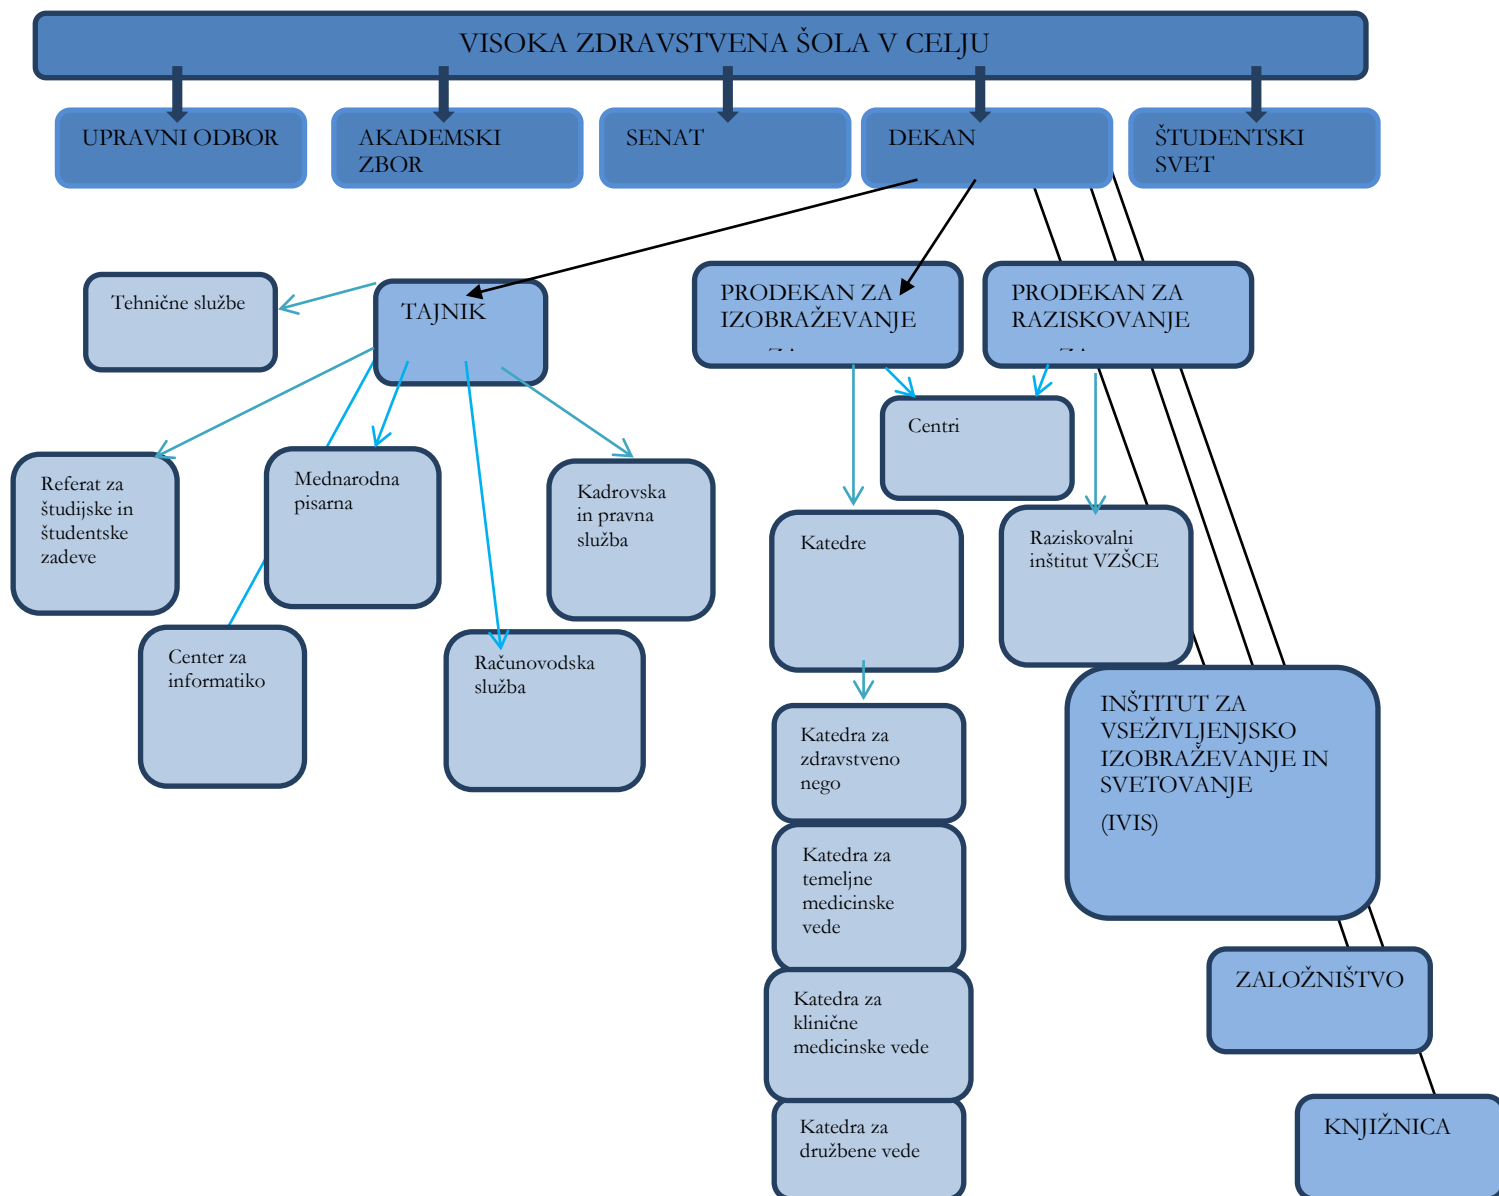 VISOKA ZDRAVSTVENA ŠOLA V CELJU
UPRAVNI ODBOR
AKADEMSKI
ZBOR
SENAT
DEKAN
ŠTUDENTSKI
SVET
Tehnične službe
TAJNIK
PRODEKAN ZA
IZOBRAŽEVANJE
PRODEKAN ZA
RAZISKOVANJE
Centri
Referat za
študijske in
študentske
zadeve
Mednarodna
pisarna
Kadrovska
in pravna
služba
Katedre
Raziskovalni
inštitut VZŠCE
Center za
informatiko
Računovodska
služba
INŠTITUT ZA
VSEŽIVLJENJSKO
IZOBRAŽEVANJE IN
SVETOVANJE
(IVIS)
Katedra za
zdravstveno
nego
Katedra za
temeljne
medicinske
vede
Katedra za
klinične
medicinske vede
Katedra za
družbene vede
ZALOŽNIŠTVO
KNJIŽNICA